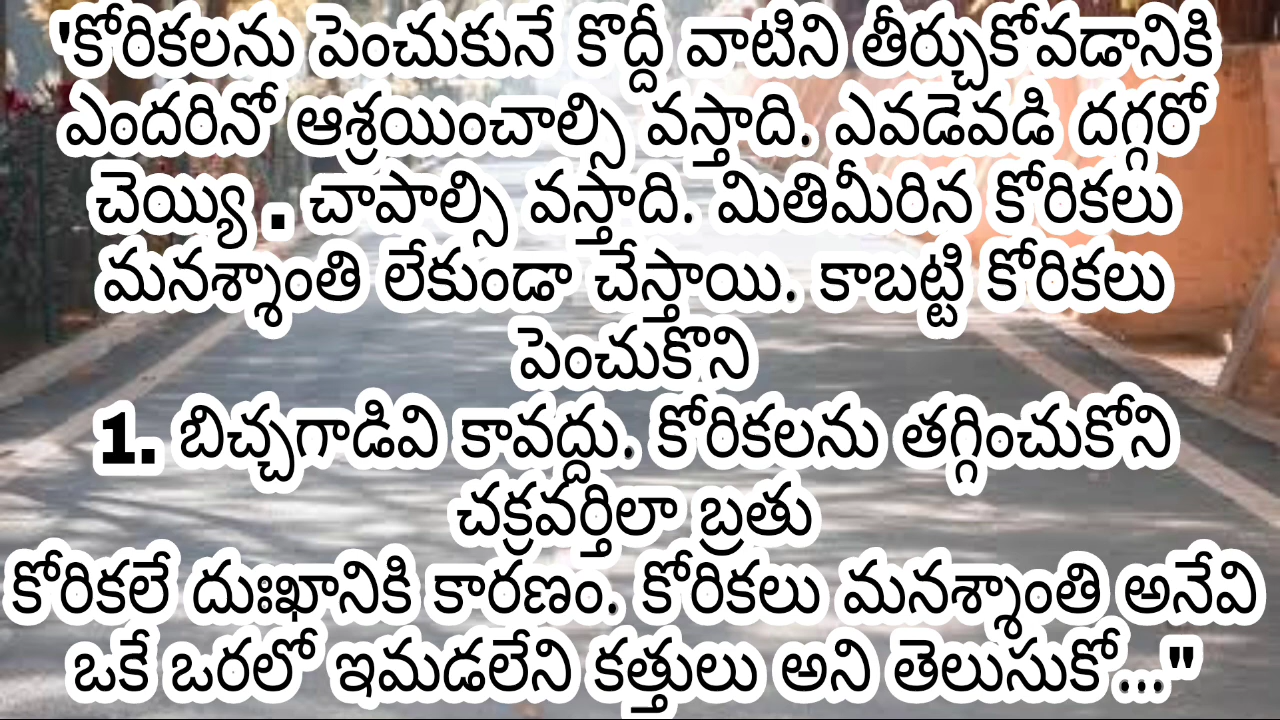 'కోరికలను పెంచుకునే కొద్దీ వాటిని తీర్చుకోవడానికి
ఎందరినో ఆశ్రయించాల్సి వస్తాది. ఎవడెవడి దగ్గరో
చెయ్యి . చాపాల్సి వస్తాది. మితిమీరిన కోరికలు
మనశ్శాంతి లేకుండా చేస్తాయి. కాబట్టి కోరికలు
పెంచుకొని
1. బిచ్చగాడివి కావద్దు. కోరికలను తగ్గించుకోని
చక్రవర్తిలా బ్రతు
కోరికలే దుఃఖానికి కారణం. కోరికలు మనశ్శాంతి అనేవి
ఒకే ఒరలో ఇమడలేని కత్తులు అని తెలుసుకో..."